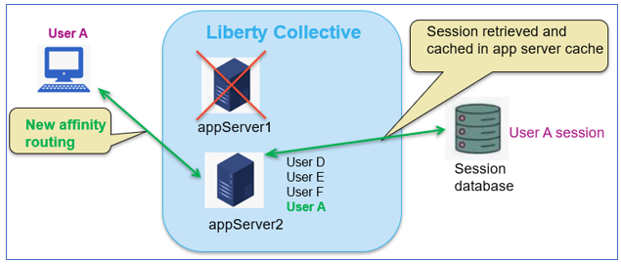 User A
Liberty Collective
Session retrieved and
cached in app server cache
appServer1
New affinity
routing
User A session
User D
User E
User F
User A
Session
database
appServer2